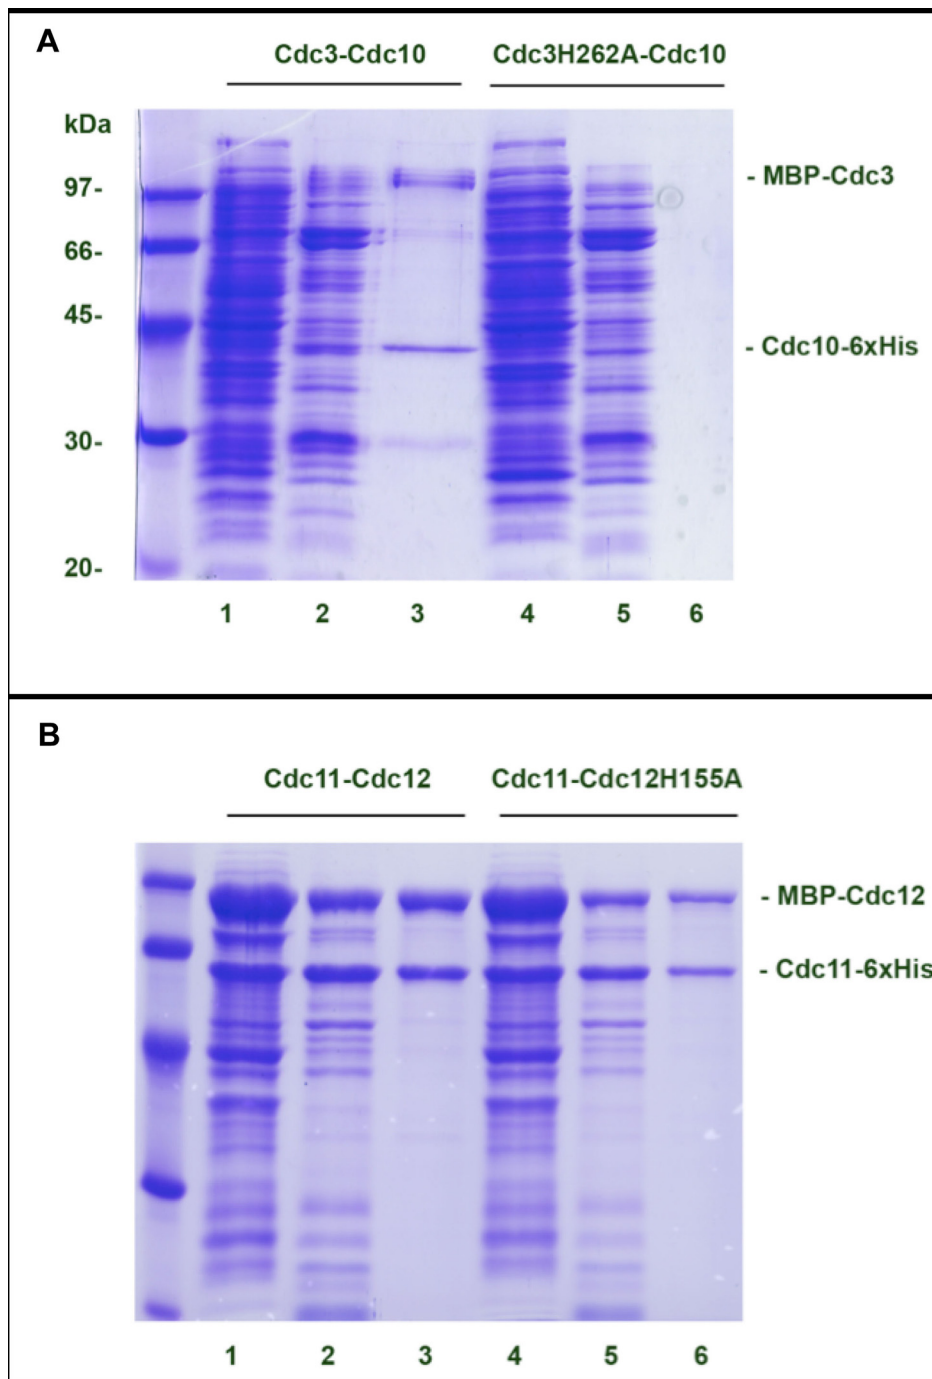 A
Cdc3-Cdc10 Cdc3H262A-Cdc10
kDa
97-
66-
45-
30-
20-
- MBP-Cdc3
- Cdc10-6xHis
1 2 3 4 5 6
B
Cdc11-Cdc12 Cdc11-Cdc12H155A
- MBP-Cdc12
- Cdc11-6xHis
1 2 3 4 5 6